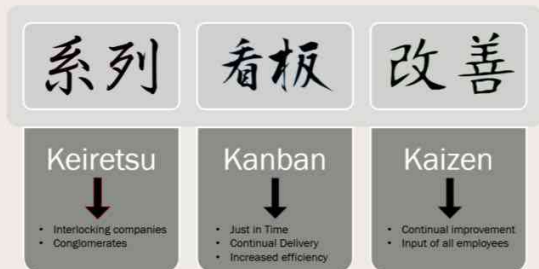 系列
看板
改善
Keiretsu
Kanban
Kaizen
• Interlocking companies
• Conglomerates
• Just in Time
• Continual Delivery
• Increased efficiency
• Continual improvement
• Input of all employees